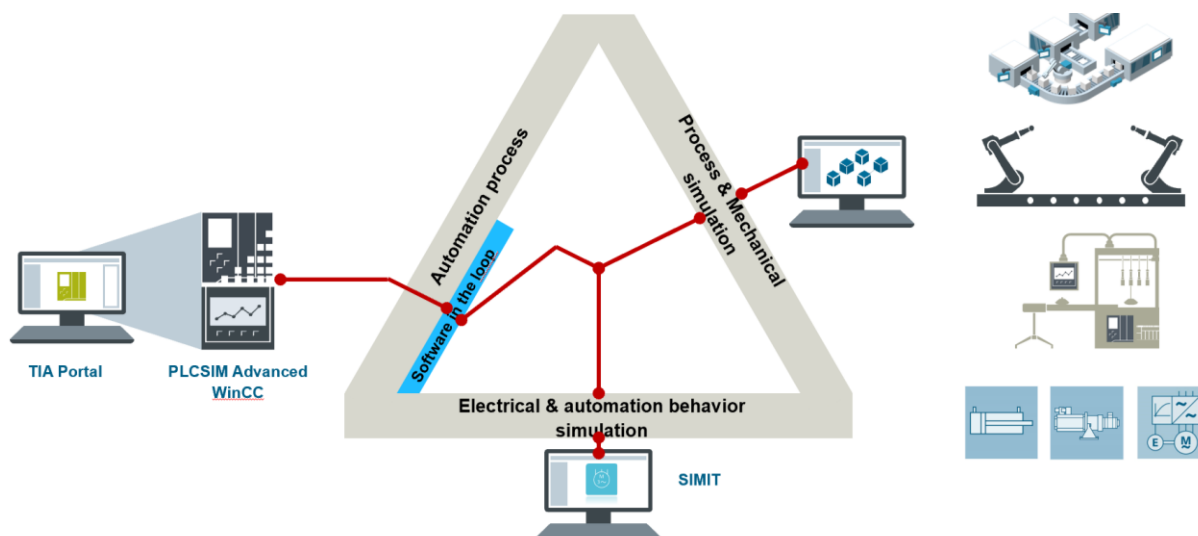 Automation process
Software in the loop
Process & Mechanical
simulation
TIA Portal
PLCSIM Advanced
WinCC
Electrical & automation behavior
simulation
SIMIT
E
M